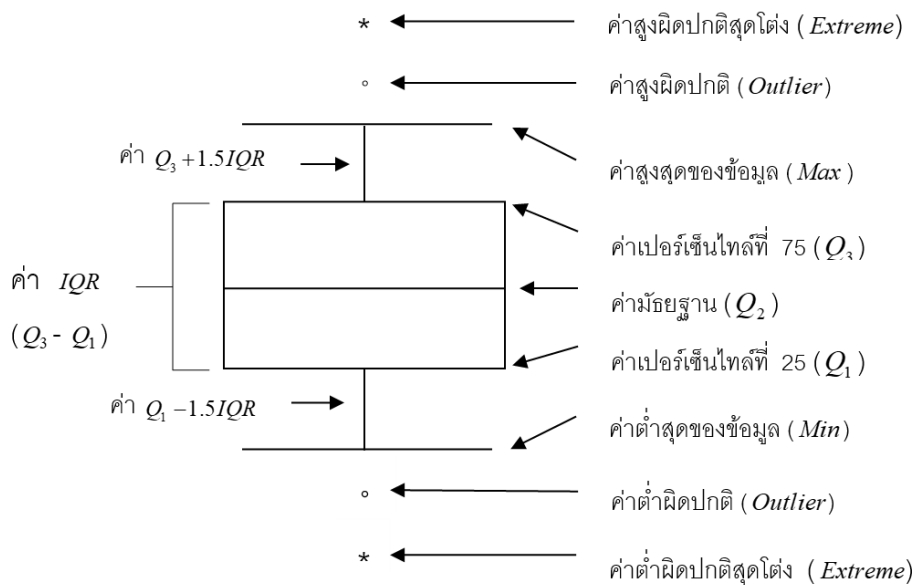 * ค่าสูงผิดปกติสุดโต่ง (Extreme)
° ค่าสูงผิดปกติ (Outlier)
ค่า Q3+1.5IQR
ค่าสูงสุดของข้อมูล (Max)
ค่าเปอร์เซ็นไทล์ที่ 75 (Q3)
ค่า IQR
(Q3- Q1)
ค่ามัธยฐาน (Q2)
ค่าเปอร์เซ็นไทล์ที่ 25 (Q1)
ค่า Q1−1.5IQR
ค่าต่ำสุดของข้อมูล (Min)
° ค่าต่ำผิดปกติ (Outlier)
* ค่าต่ำผิดปกติสุดโต่ง (Extreme)